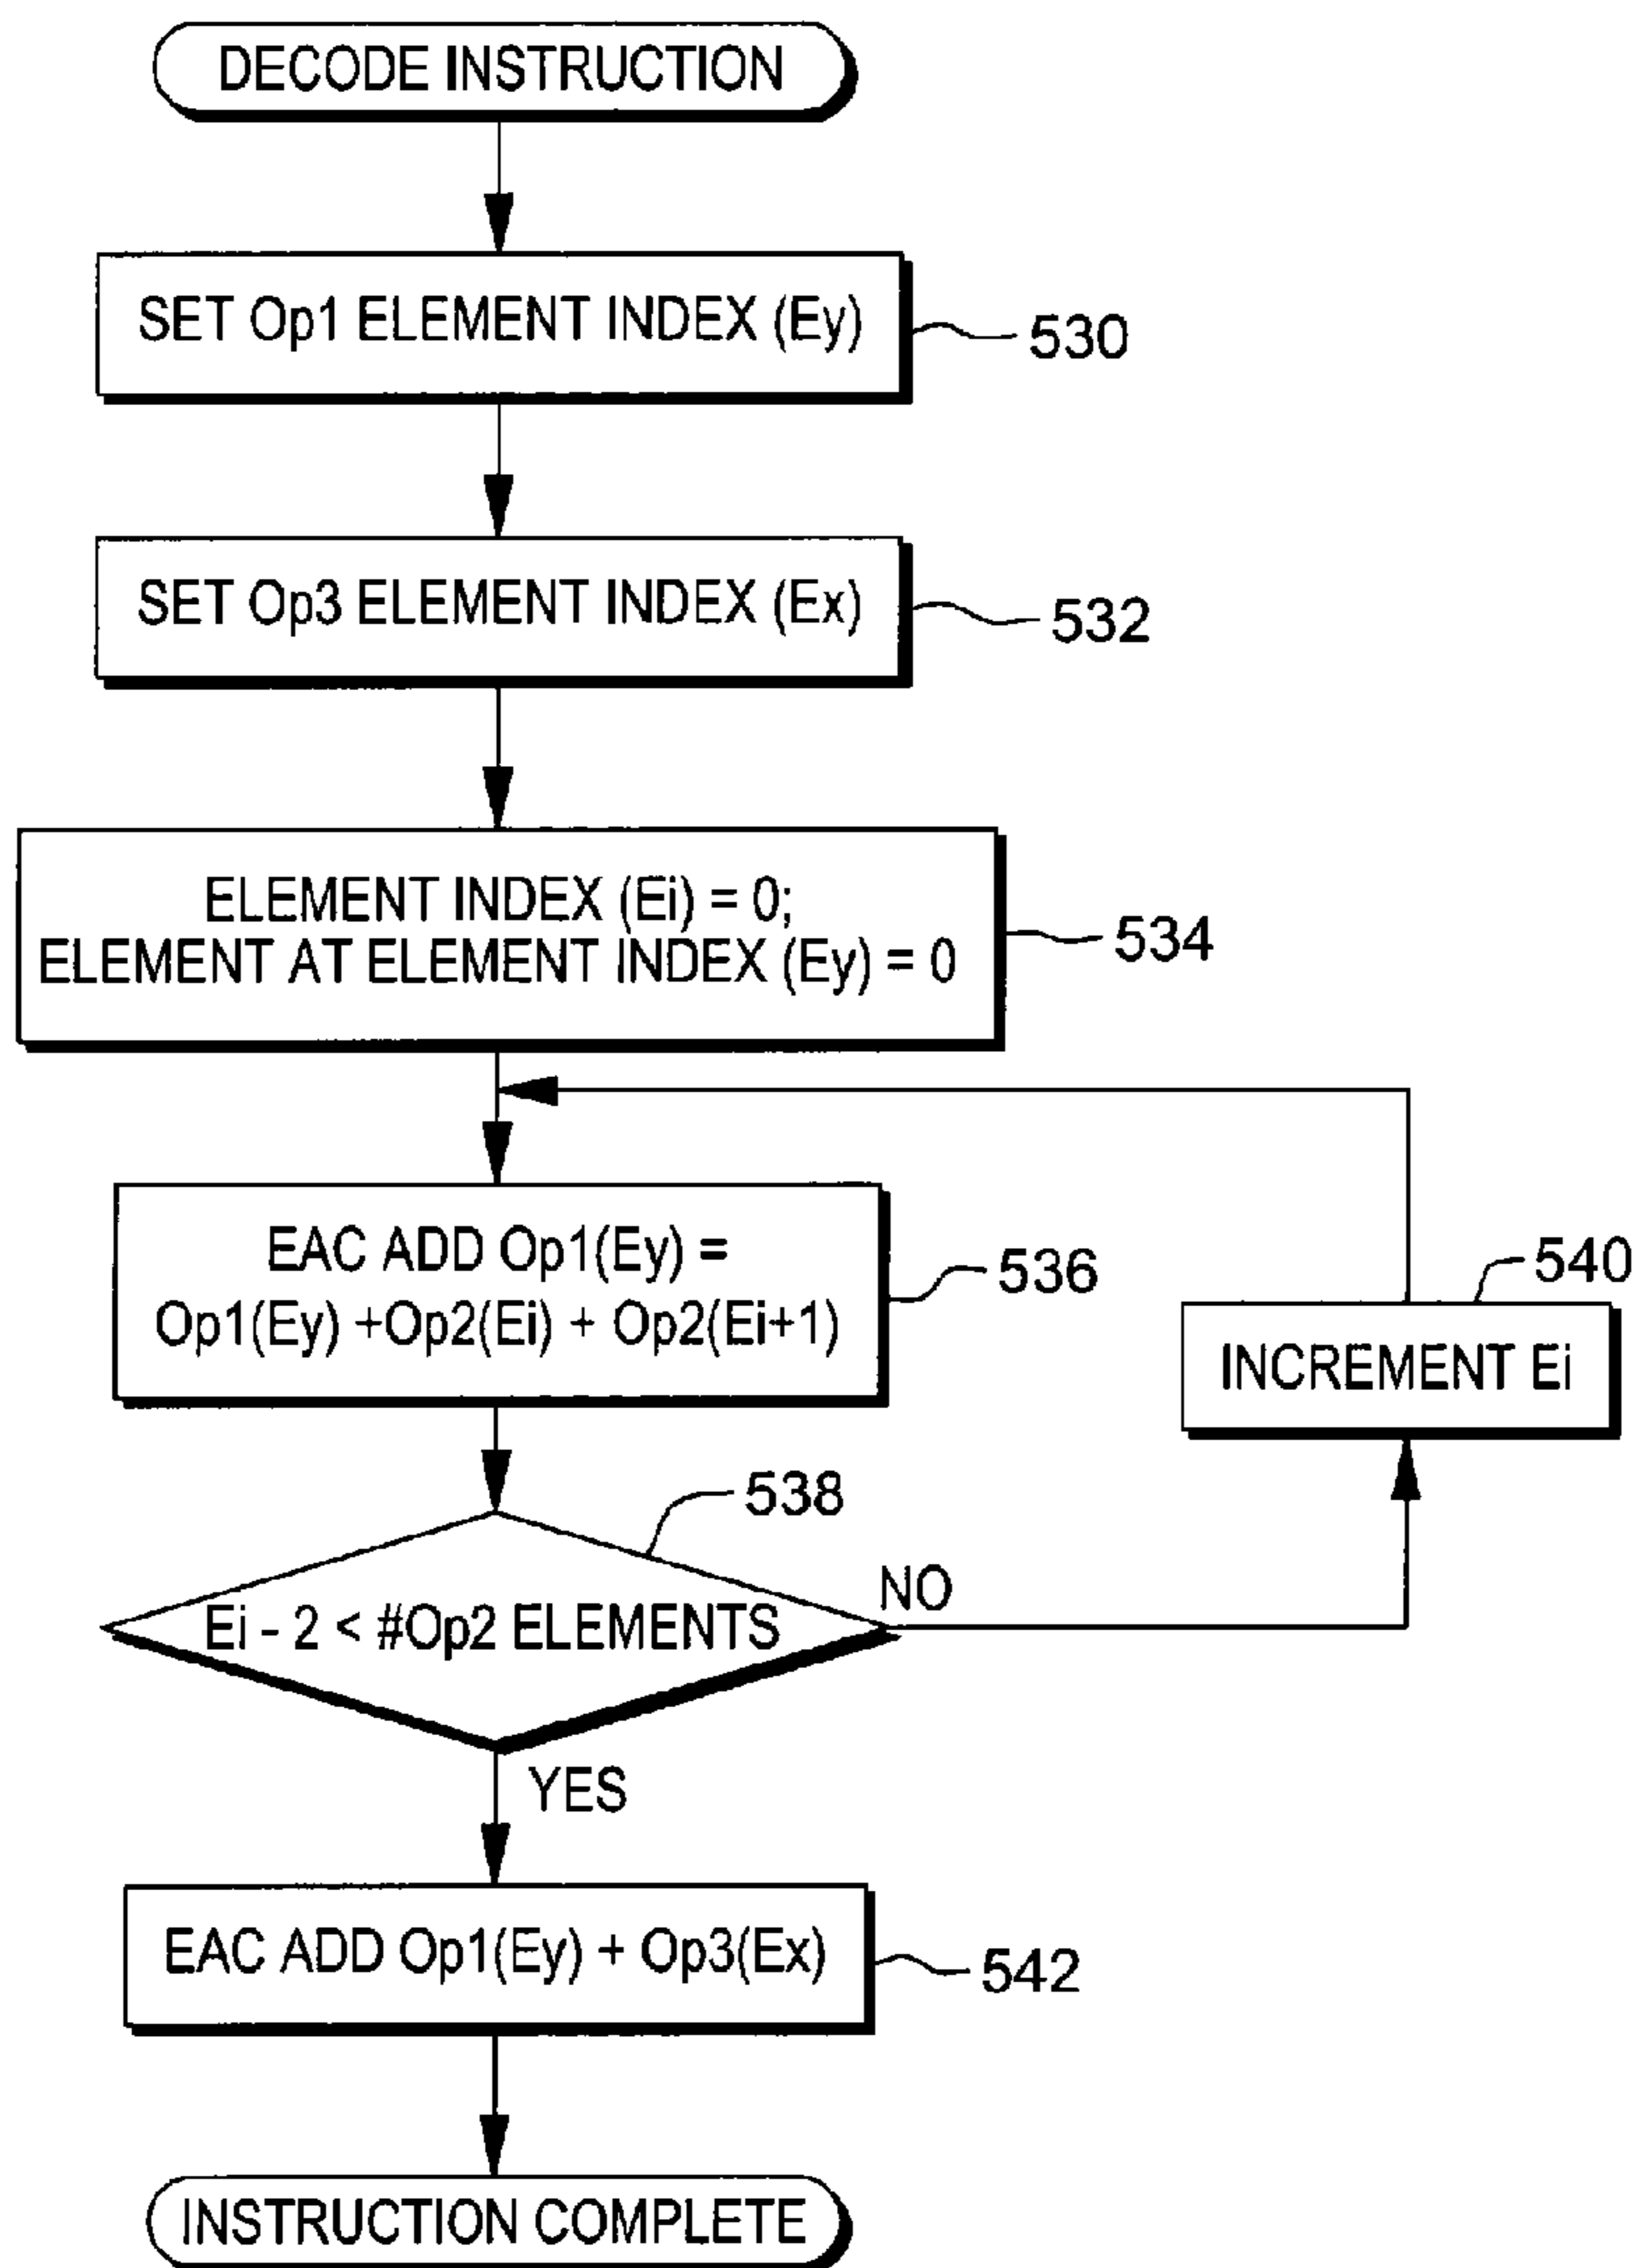 DECODE INSTRUCTION
SET Op1 ELEMENT INDEX (Ey)
530
SET Op3 ELEMENT INDEX (Ex)
532
ELEMENT INDEX (Ei) = 0;
ELEMENT AT ELEMENT INDEX (Ey) = 0
534
EAC ADD Op1(Ey) =
Op1(Ey) +Op2(Ei) + Op2(Ei+1)
536
540
INCREMENT Ei
538
Ei - 2 < #Op2 ELEMENTS
NO
YES
EAC ADD Op1(Ey) + Op3(Ex)
542
INSTRUCTION COMPLETE